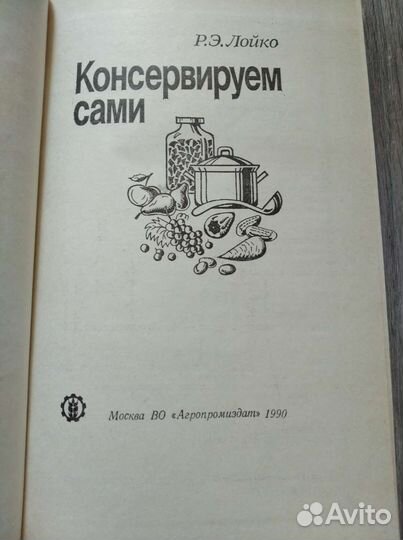 Р.Э.Лойко
Консервируем
сами
Москва ВО «Агропромиздат» 1990
Avito